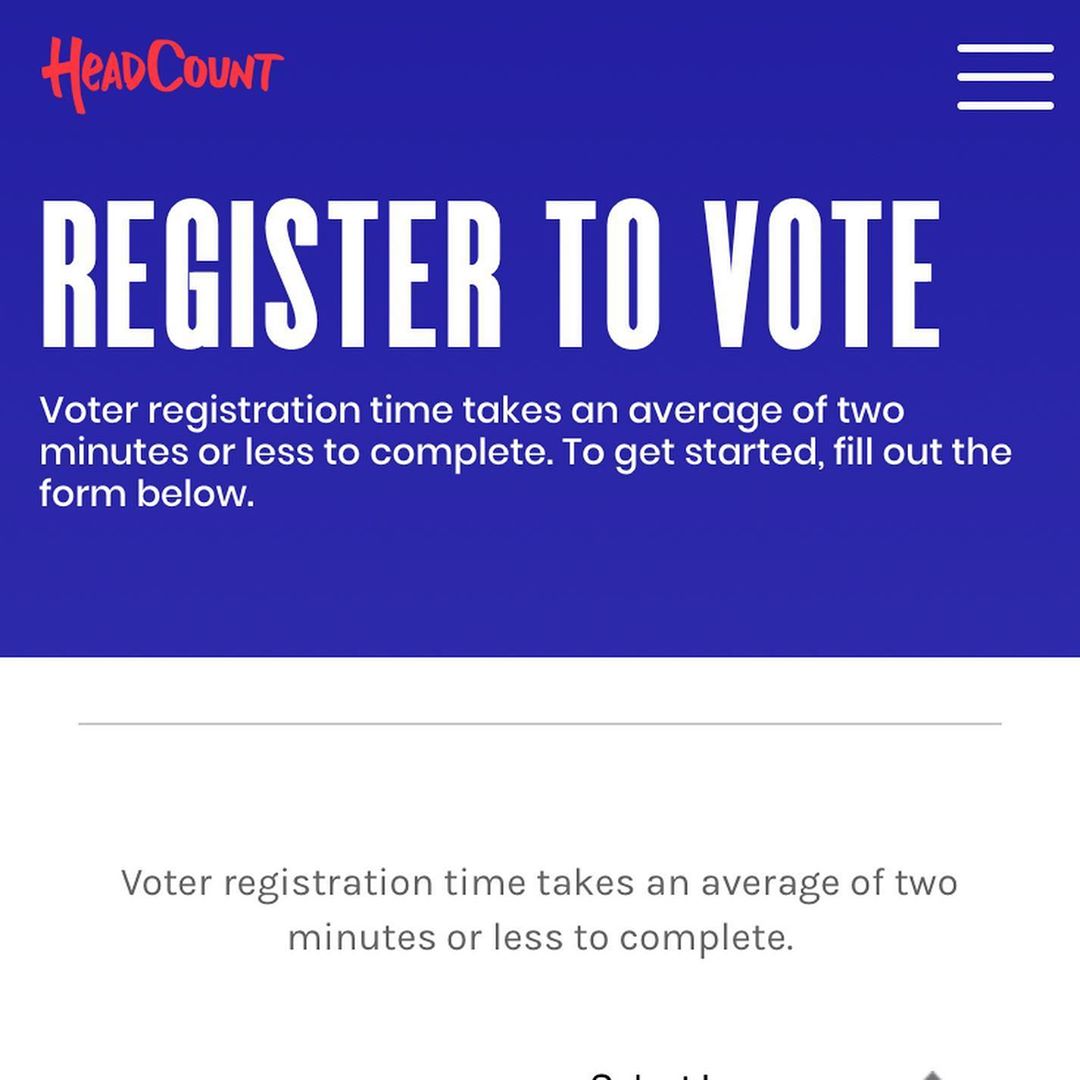 HeadCount
REGISTER TO VOTE
Voter registration time takes an average of two
minutes or less to complete. To get started, fill out the
form below.
Voter registration time takes an average of two
minutes or less to complete.